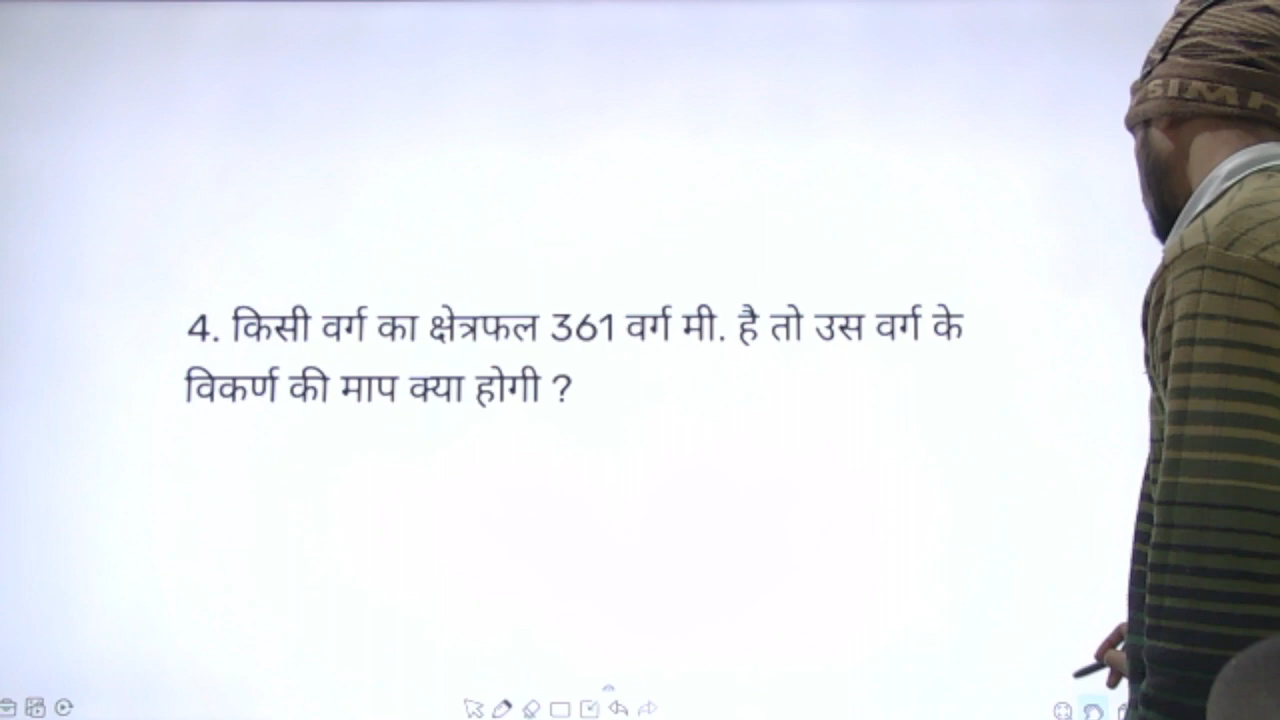 4. किसी वर्ग का क्षेत्रफल 361 वर्ग मी. है तो उस वर्ग के
विकर्ण की माप क्या होगी ?